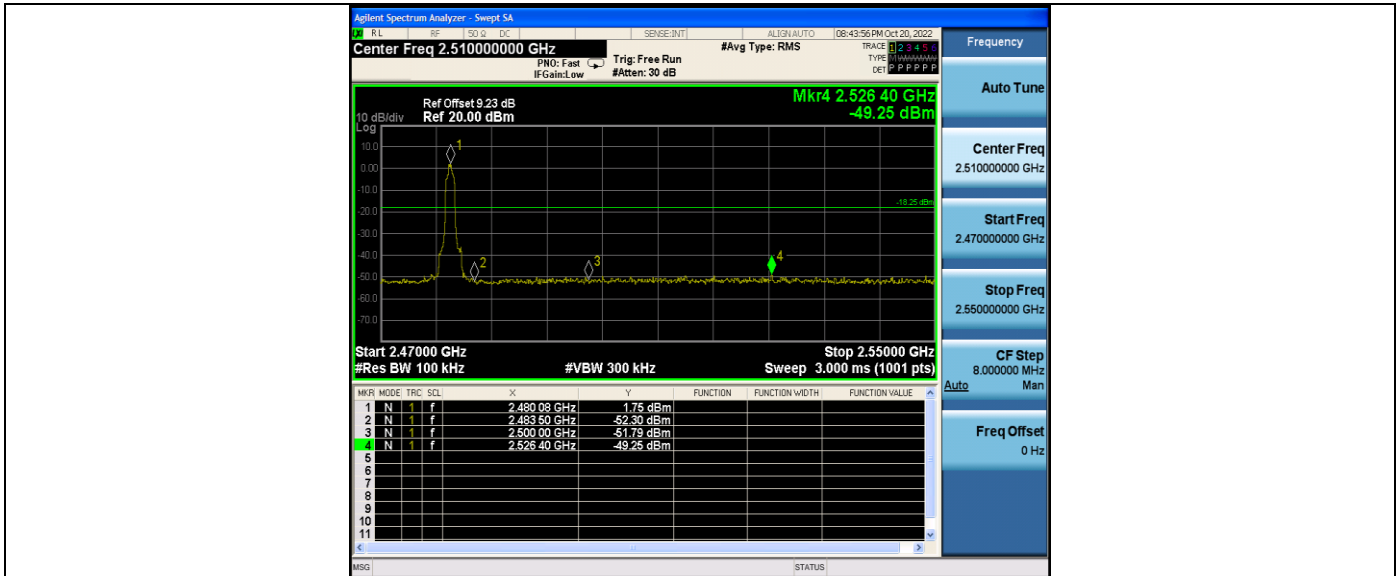 Agilent Spectrum Analyzer - Swept SA
RL RF 50 Ω DC SENSE:INT ALIGNAUTO 08:43:56 PM Oct 20, 2022
Center Freq 2.510000000 GHz
PNO: Fast
IFGain:Low
Trig: Free Run
#Atten: 30 dB
#Avg Type: RMS
TRACE 1 2 3 4 5 6
TYPE M WWWWW
DET P P P P P P
Frequency
Auto Tune
Center Freq
2.510000000 GHz
Start Freq
2.470000000 GHz
Stop Freq
2.550000000 GHz
CF Step
8.000000 MHz
Auto Man
Freq Offset
0 Hz
Mkr4 2.526 40 GHz
-49.25 dBm
Ref Offset 9.23 dB
10 dB/div Ref 20.00 dBm
Log
10.0
0.00
-10.0
-20.0
-30.0
-40.0
-50.0
-60.0
-70.0
-18.25 dBm
1
2
3
4
Start 2.47000 GHz Stop 2.55000 GHz
#Res BW 100 kHz #VBW 300 kHz Sweep 3.000 ms (1001 pts)
MKR MODE TRC SCL X Y FUNCTION FUNCTION WIDTH FUNCTION VALUE
1 N 1 f 2.480 08 GHz 1.75 dBm
2 N 1 f 2.483 50 GHz -52.30 dBm
3 N 1 f 2.500 00 GHz -51.79 dBm
4 N 1 f 2.526 40 GHz -49.25 dBm
5
6
7
8
9
10
11
MSG STATUS